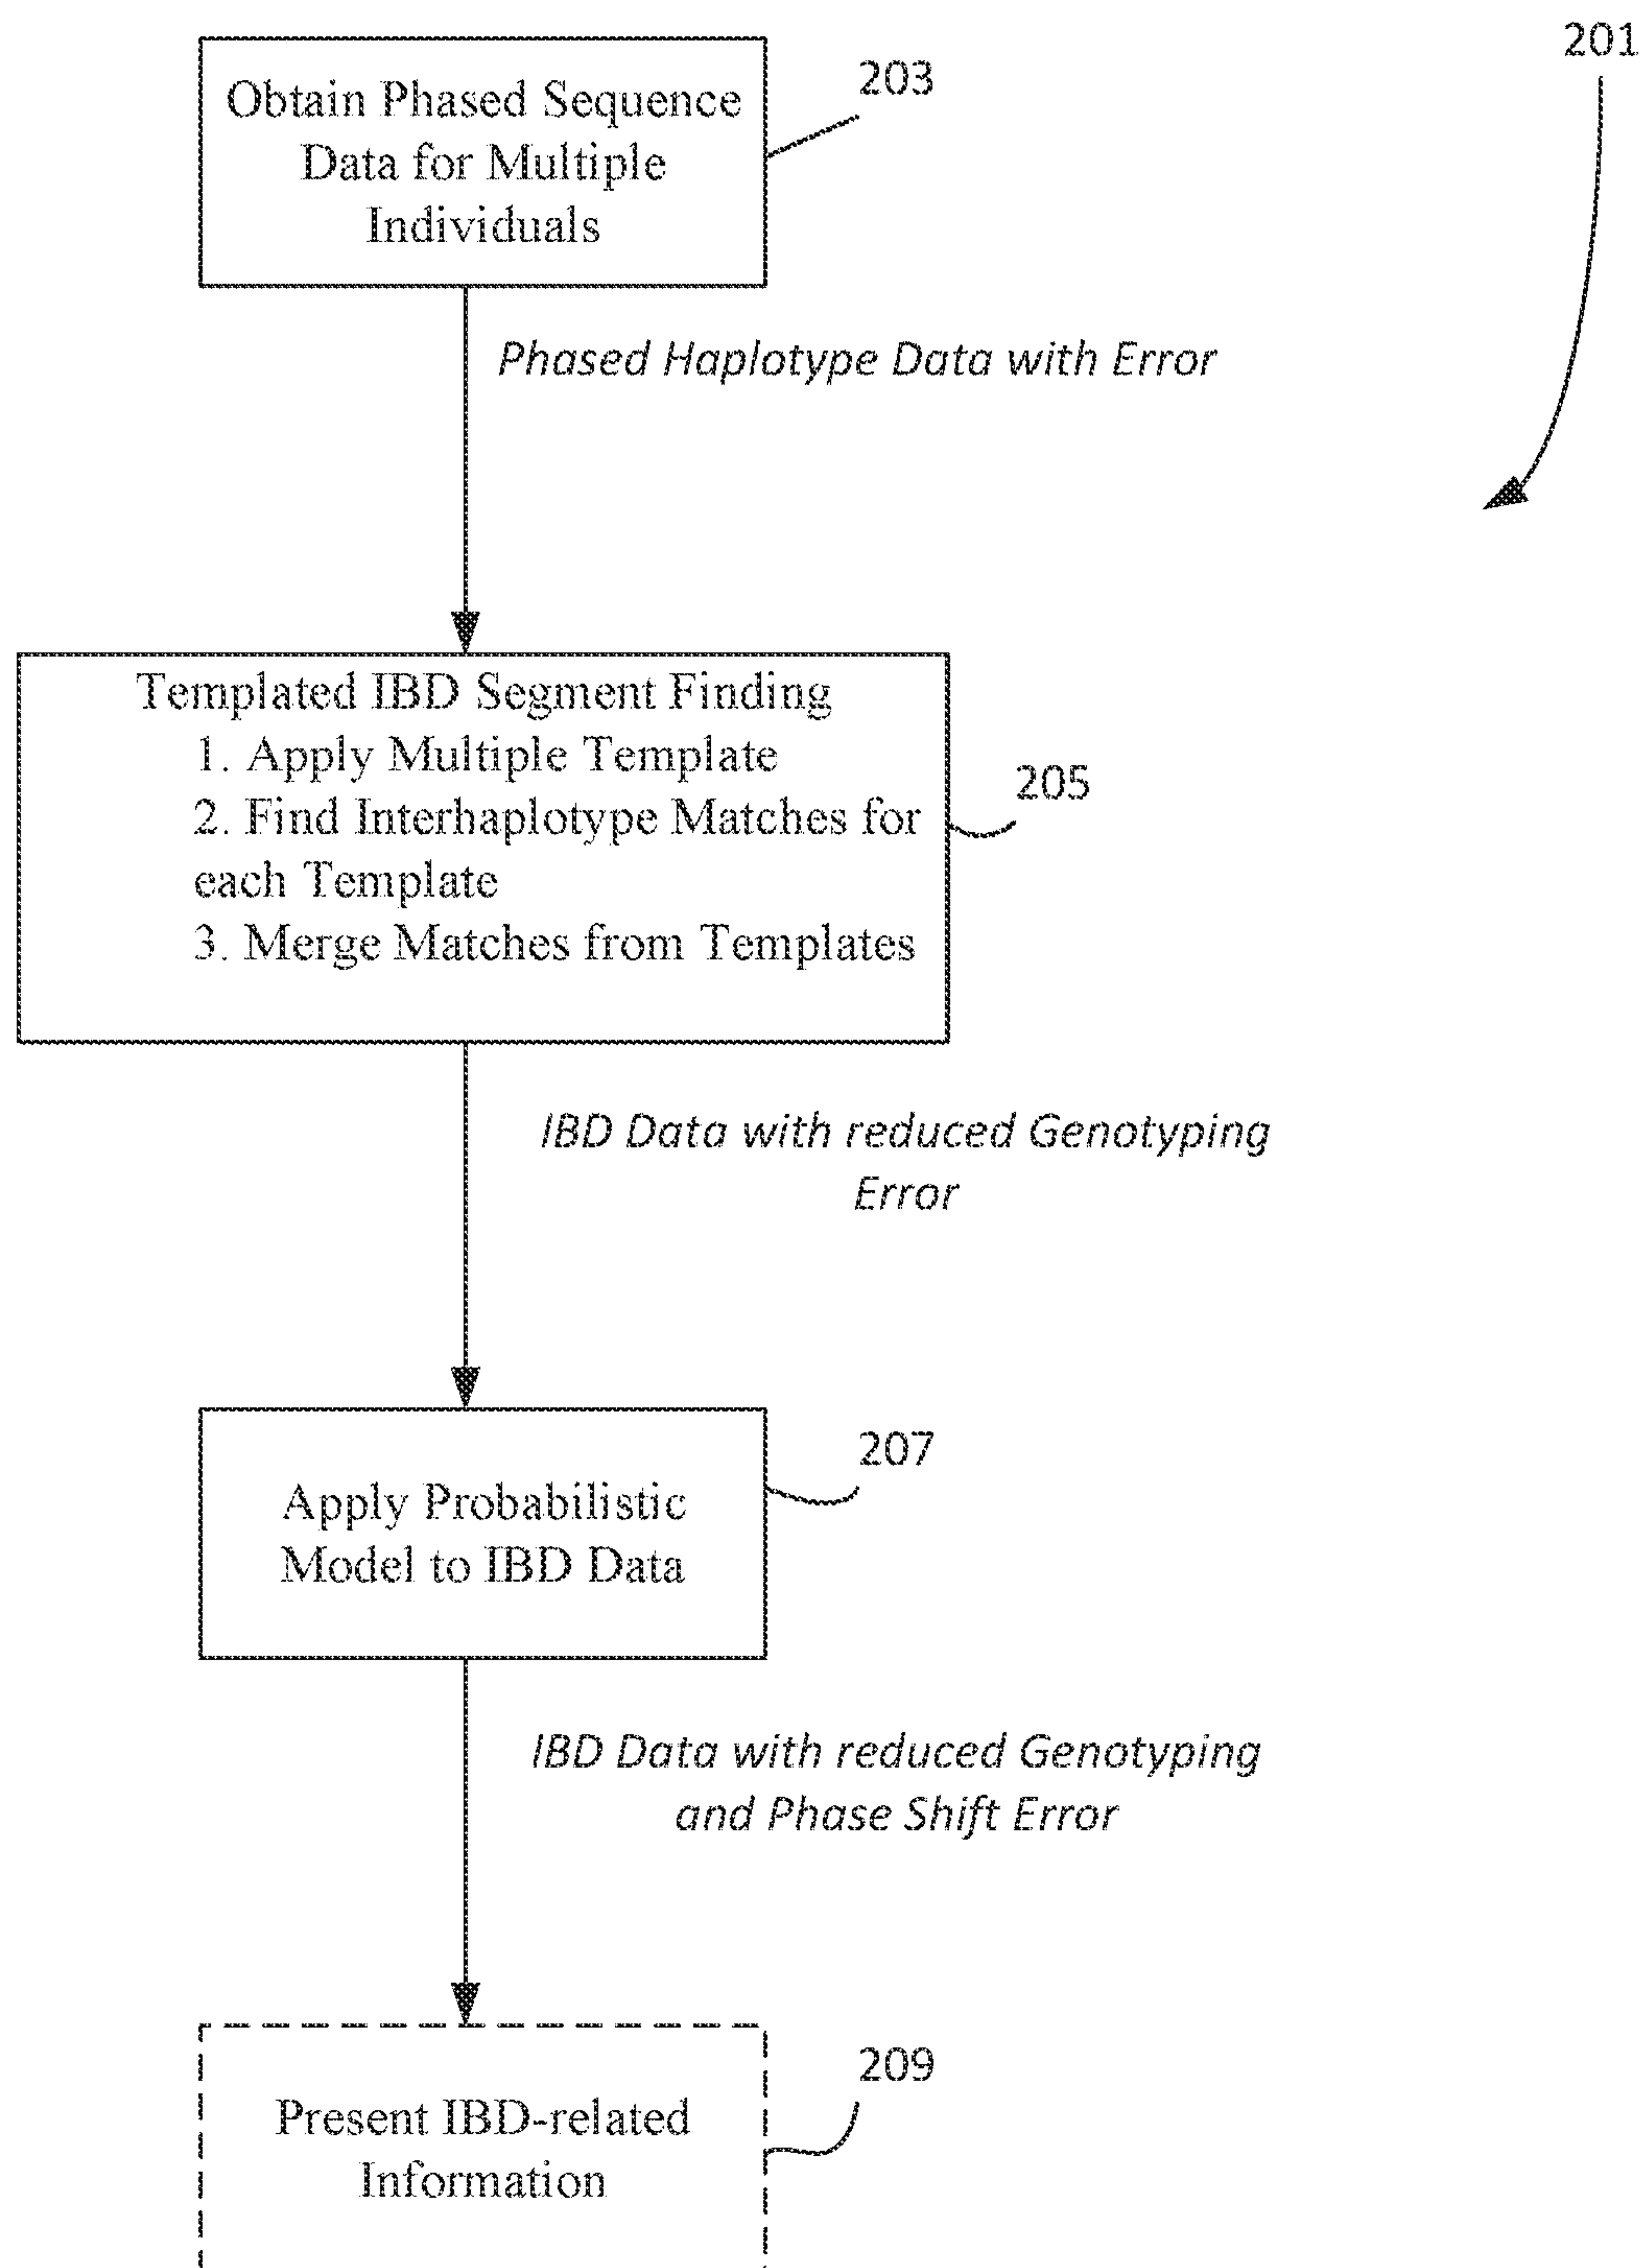 201
Obtain Phased Sequence
Data for Multiple
Individuals
203
Phased Haplotype Data with Error
Templated IBD Segment Finding
1. Apply Multiple Template
2. Find Interhaplotype Matches for
each Template
3. Merge Matches from Templates
205
IBD Data with reduced Genotyping
Error
Apply Probabilistic
Model to IBD Data
207
IBD Data with reduced Genotyping
and Phase Shift Error
Present IBD-related
Information
209